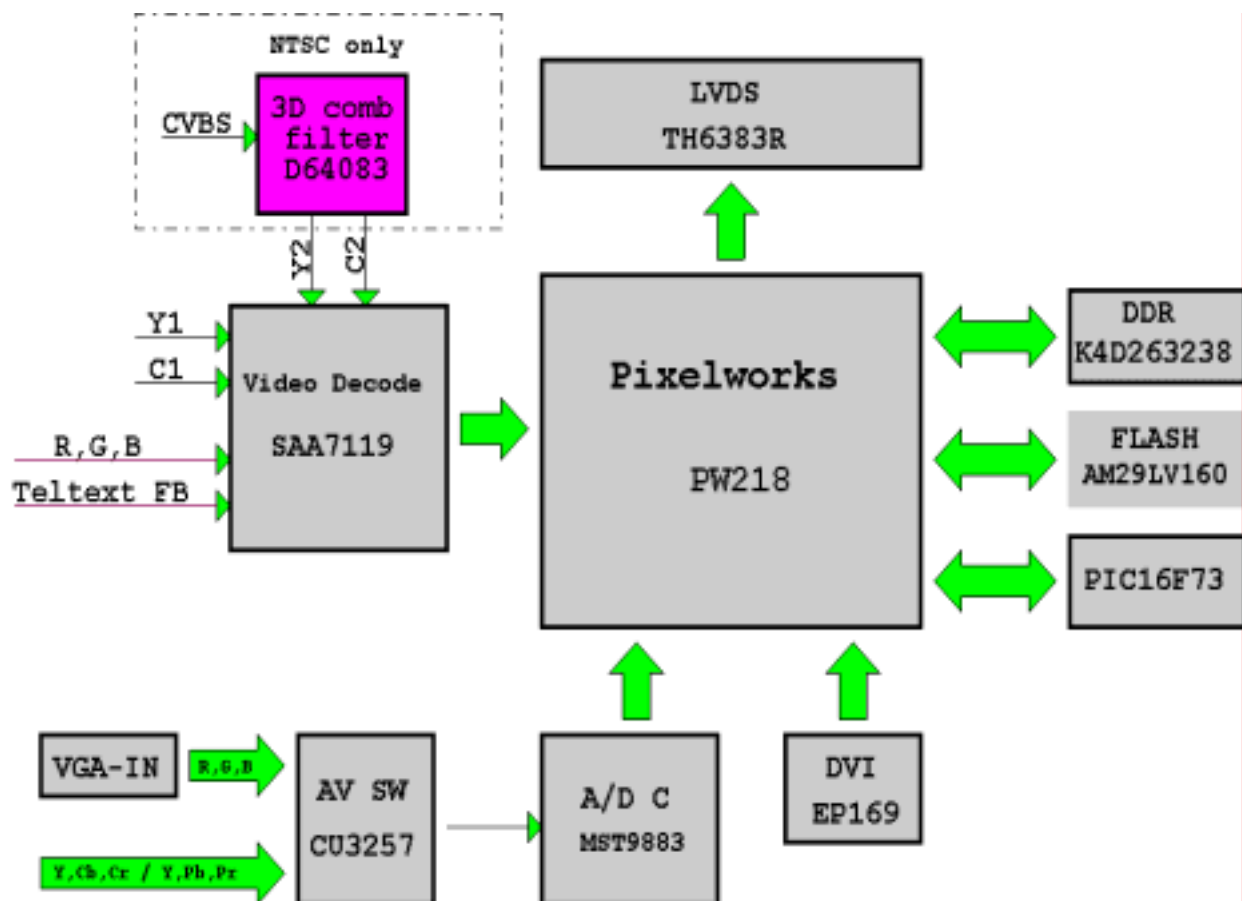 NTSC only
3D comb
filter
D64083
CVBS
LVDS
TH6383R
Y2
C2
Y1
C1
R,G,B
Teltext FB
Video Decode
SAA7119
Pixelworks
PW218
DDR
K4D263238
FLASH
AM29LV160
PIC16F73
VGA-IN
R,G,B
Y,Cb,Cr / Y,Pb,Pr
AV SW
CU3257
A/D C
MST9883
DVI
EP169